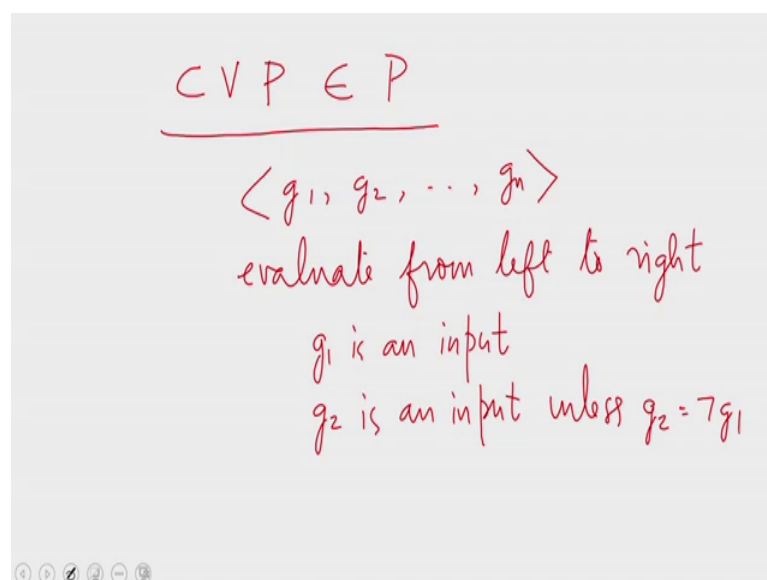 CVP ∈ P
<g₁, g₂, ..., gₙ>
evaluate from left to right
g₁ is an input
g₂ is an input unless g₂ = ¬g₁